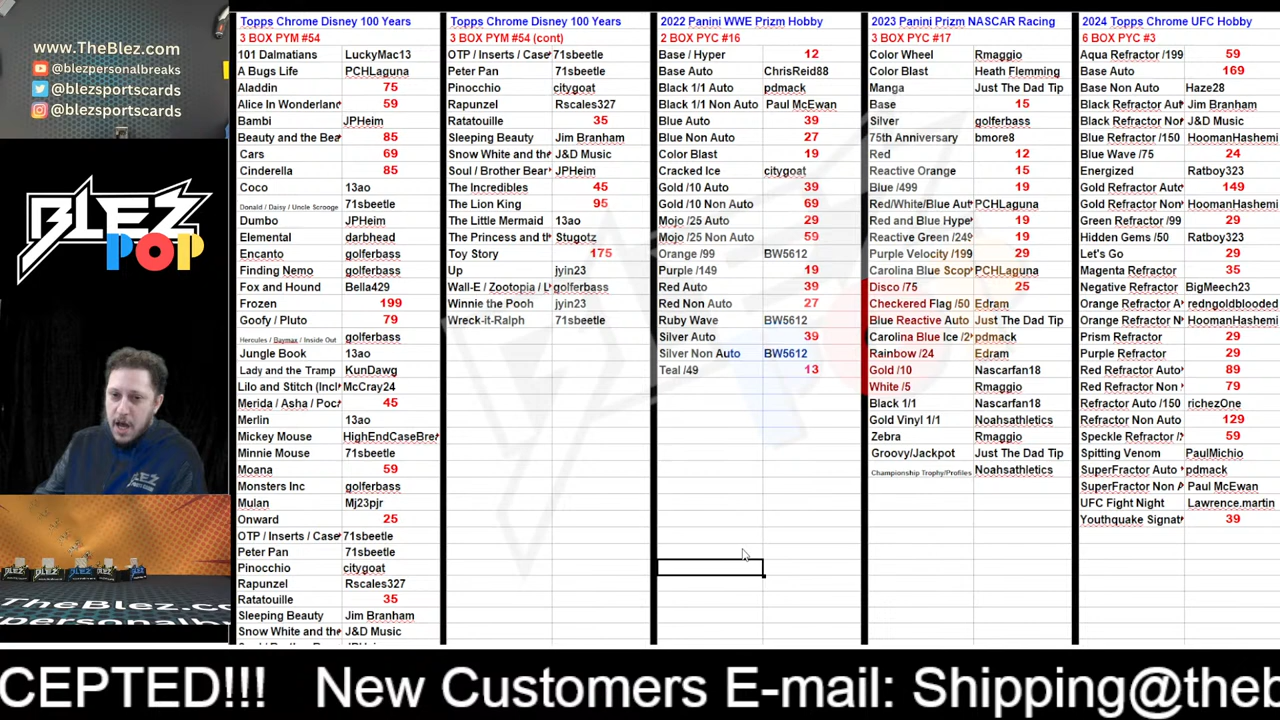 www.TheBlez.com
@blezpersonalbreaks
@blezsportscards
@blezsportscards
BLEZ
POP
TheBlez.co
Topps Chrome Disney 100 Years
3 BOX PYM #54
101 Dalmatians LuckyMac13
A Bugs Life PCHLaguna
Aladdin 75
Alice In Wonderlan 59
Bambi JPHeim
Beauty and the Bea 85
Cars 69
Cinderella 85
Coco 13ao
Donald / Daisy / Uncle Scrooge 71sbeetle
Dumbo JPHeim
Elemental darbhead
Encanto golferbass
Finding Nemo golferbass
Fox and Hound Bella429
Frozen 199
Goofy / Pluto 79
Hercules / Baymax / Inside Out golferbass
Jungle Book 13ao
Lady and the Tramp KunDawg
Lilo and Stitch (Incl McCray24
Merida / Asha / Poc 45
Merlin 13ao
Mickey Mouse HighEndCaseBre
Minnie Mouse 71sbeetle
Moana 59
Monsters Inc golferbass
Mulan Mj23pjr
Onward 25
OTP / Inserts / Case 71sbeetle
Peter Pan 71sbeetle
Pinocchio citygoat
Rapunzel Rscales327
Ratatouille 35
Sleeping Beauty Jim Branham
Snow White and the J&D Music
Topps Chrome Disney 100 Years
3 BOX PYM #54 (cont)
OTP / Inserts / Case 71sbeetle
Peter Pan 71sbeetle
Pinocchio citygoat
Rapunzel Rscales327
Ratatouille 35
Sleeping Beauty Jim Branham
Snow White and the J&D Music
Soul / Brother Bear JPHeim
The Incredibles 45
The Lion King 95
The Little Mermaid 13ao
The Princess and th Stugotz
Toy Story 175
Up jyin23
Wall-E / Zootopia / L golferbass
Winnie the Pooh jyin23
Wreck-it-Ralph 71sbeetle
2022 Panini WWE Prizm Hobby
2 BOX PYC #16
Base / Hyper 12
Base Auto ChrisReid88
Black 1/1 Auto pdmack
Black 1/1 Non Auto Paul McEwan
Blue Auto 39
Blue Non Auto 27
Color Blast 19
Cracked Ice citygoat
Gold /10 Auto 39
Gold /10 Non Auto 69
Mojo /25 Auto 29
Mojo /25 Non Auto 59
Orange /99 BW5612
Purple /149 19
Red Auto 39
Red Non Auto 27
Ruby Wave BW5612
Silver Auto 39
Silver Non Auto BW5612
Teal /49 13
2023 Panini Prizm NASCAR Racing
3 BOX PYC #17
Color Wheel Rmaggio
Color Blast Heath Flemming
Manga Just The Dad Tip
Base 15
Silver golferbass
75th Anniversary bmore8
Red 12
Reactive Orange 15
Blue /499 19
Red/White/Blue Aut PCHLaguna
Red and Blue Hype 19
Reactive Green /249 19
Purple Velocity /199 29
Carolina Blue Scop PCHLaguna
Disco /75 25
Checkered Flag /50 Edram
Blue Reactive Auto Just The Dad Tip
Carolina Blue Ice /2 pdmack
Rainbow /24 Edram
Gold /10 Nascarfan18
White /5 Rmaggio
Black 1/1 Nascarfan18
Gold Vinyl 1/1 Noahsathletics
Zebra Rmaggio
Groovy/Jackpot Just The Dad Tip
Championship Trophy/Profiles Noahsathletics
2024 Topps Chrome UFC Hobby
6 BOX PYC #3
Aqua Refractor /199 59
Base Auto 169
Base Non Auto Haze28
Black Refractor Aut Jim Branham
Black Refractor Nor J&D Music
Blue Refractor /150 HoomanHashemi
Blue Wave /75 24
Energized Ratboy323
Gold Refractor Auto 149
Gold Refractor Non HoomanHashemi
Green Refractor /99 29
Hidden Gems /50 Ratboy323
Let's Go 29
Magenta Refractor 35
Negative Refractor BigMeech23
Orange Refractor A redngoldblooded
Orange Refractor N HoomanHashemi
Prism Refractor 29
Purple Refractor 29
Red Refractor Auto 89
Red Refractor Non 79
Refractor Auto /150 richezOne
Refractor Non Auto 129
Speckle Refractor /2 59
Spitting Venom PaulMichio
SuperFractor Auto pdmack
SuperFractor Non A Paul McEwan
UFC Fight Night Lawrence.martin
Youthquake Signat 39
CEPTED!!! New Customers E-mail: Shipping@theb